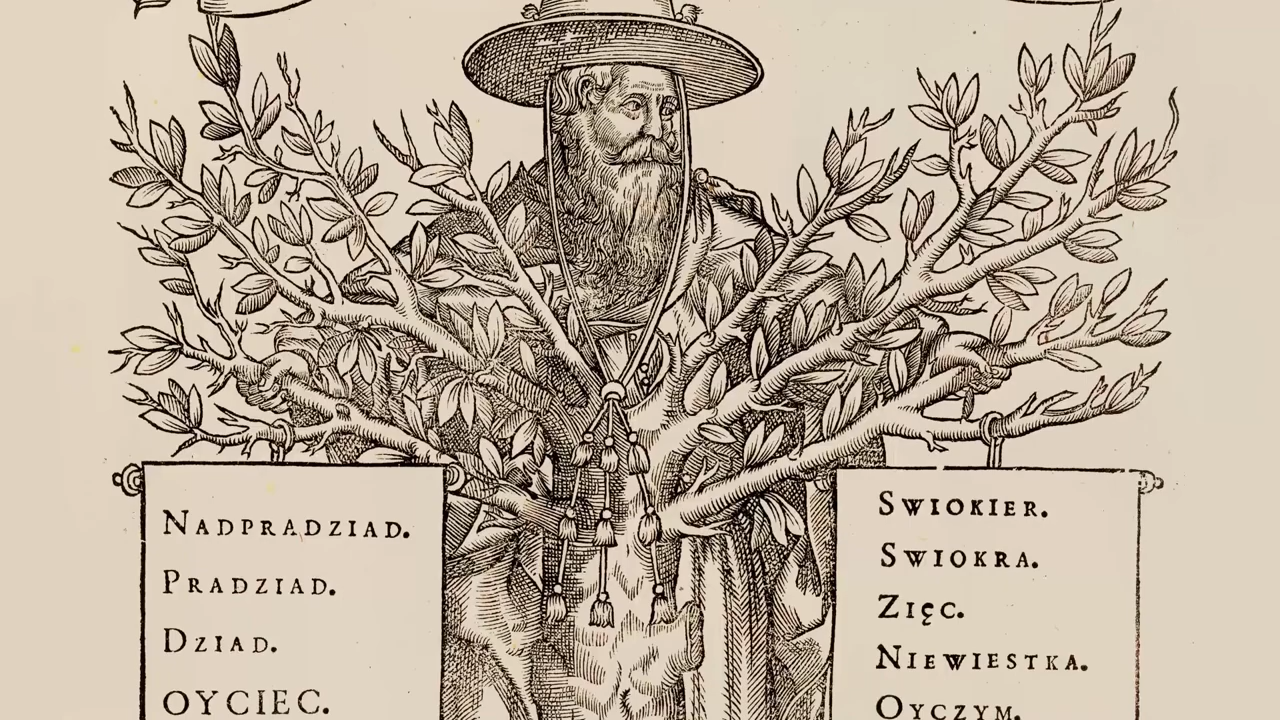 NADPRADZIAD.
PRADZIAD.
DZIAD.
OYCIEC.
SWIOKIER.
SWIOKRA.
ZIĘC.
NIEWIESTKA.
OYCZYM.